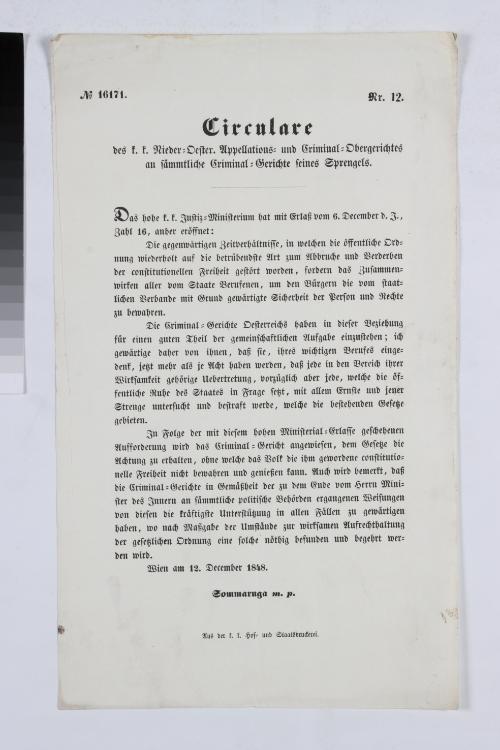 № 16171.
Nr. 12.
Circulare
des k. k. Nieder-Oester. Appellations- und Criminal-Obergerichtes
an sämmtliche Criminal-Gerichte seines Sprengels.
Das hohe k. k. Justiz-Ministerium hat mit Erlaß vom 6. December d. J.,
Zahl 16, anher eröffnet:
Die gegenwärtigen Zeitverhältnisse, in welchen die öffentliche Ord-
nung wiederholt auf die betrübendste Art zum Abbruche und Verderben
der constitutionellen Freiheit gestört worden, fordern das Zusammen-
wirken aller vom Staate Berufenen, um den Bürgern die vom staat-
lichen Verbande mit Grund gewärtigte Sicherheit der Person und Rechte
zu bewahren.
Die Criminal-Gerichte Oesterreichs haben in dieser Beziehung
für einen guten Theil der gemeinschaftlichen Aufgabe einzustehen; ich
gewärtige daher von ihnen, daß sie, ihres wichtigen Berufes einge-
denk, jetzt mehr als je Acht haben werden, daß jede in den Bereich ihrer
Wirksamkeit gehörige Uebertretung, vorzüglich aber jede, welche die öf-
fentliche Ruhe des Staates in Frage setzt, mit allem Ernste und jener
Strenge untersucht und bestraft werde, welche die bestehenden Gesetze
gebieten.
In Folge der mit diesem hohen Ministerial-Erlasse geschehenen
Aufforderung wird das Criminal-Gericht angewiesen, dem Gesetze die
Achtung zu erhalten, ohne welche das Volk die ihm gewordene constitutio-
nelle Freiheit nicht bewahren und genießen kann. Auch wird bemerkt, daß
die Criminal-Gerichte in Gemäßheit der zu dem Ende vom Herrn Mini-
ster des Innern an sämmtliche politische Behörden ergangenen Weisungen
von diesen die kräftigste Unterstützung in allen Fällen zu gewärtigen
haben, wo nach Maßgabe der Umstände zur wirksamen Aufrechthaltung
der gesetzlichen Ordnung eine solche nöthig befunden und begehrt wer-
den wird.
Wien am 12. December 1848.
Sommaruga m. p.
Aus der k. k. Hof- und Staatsdruckerei.